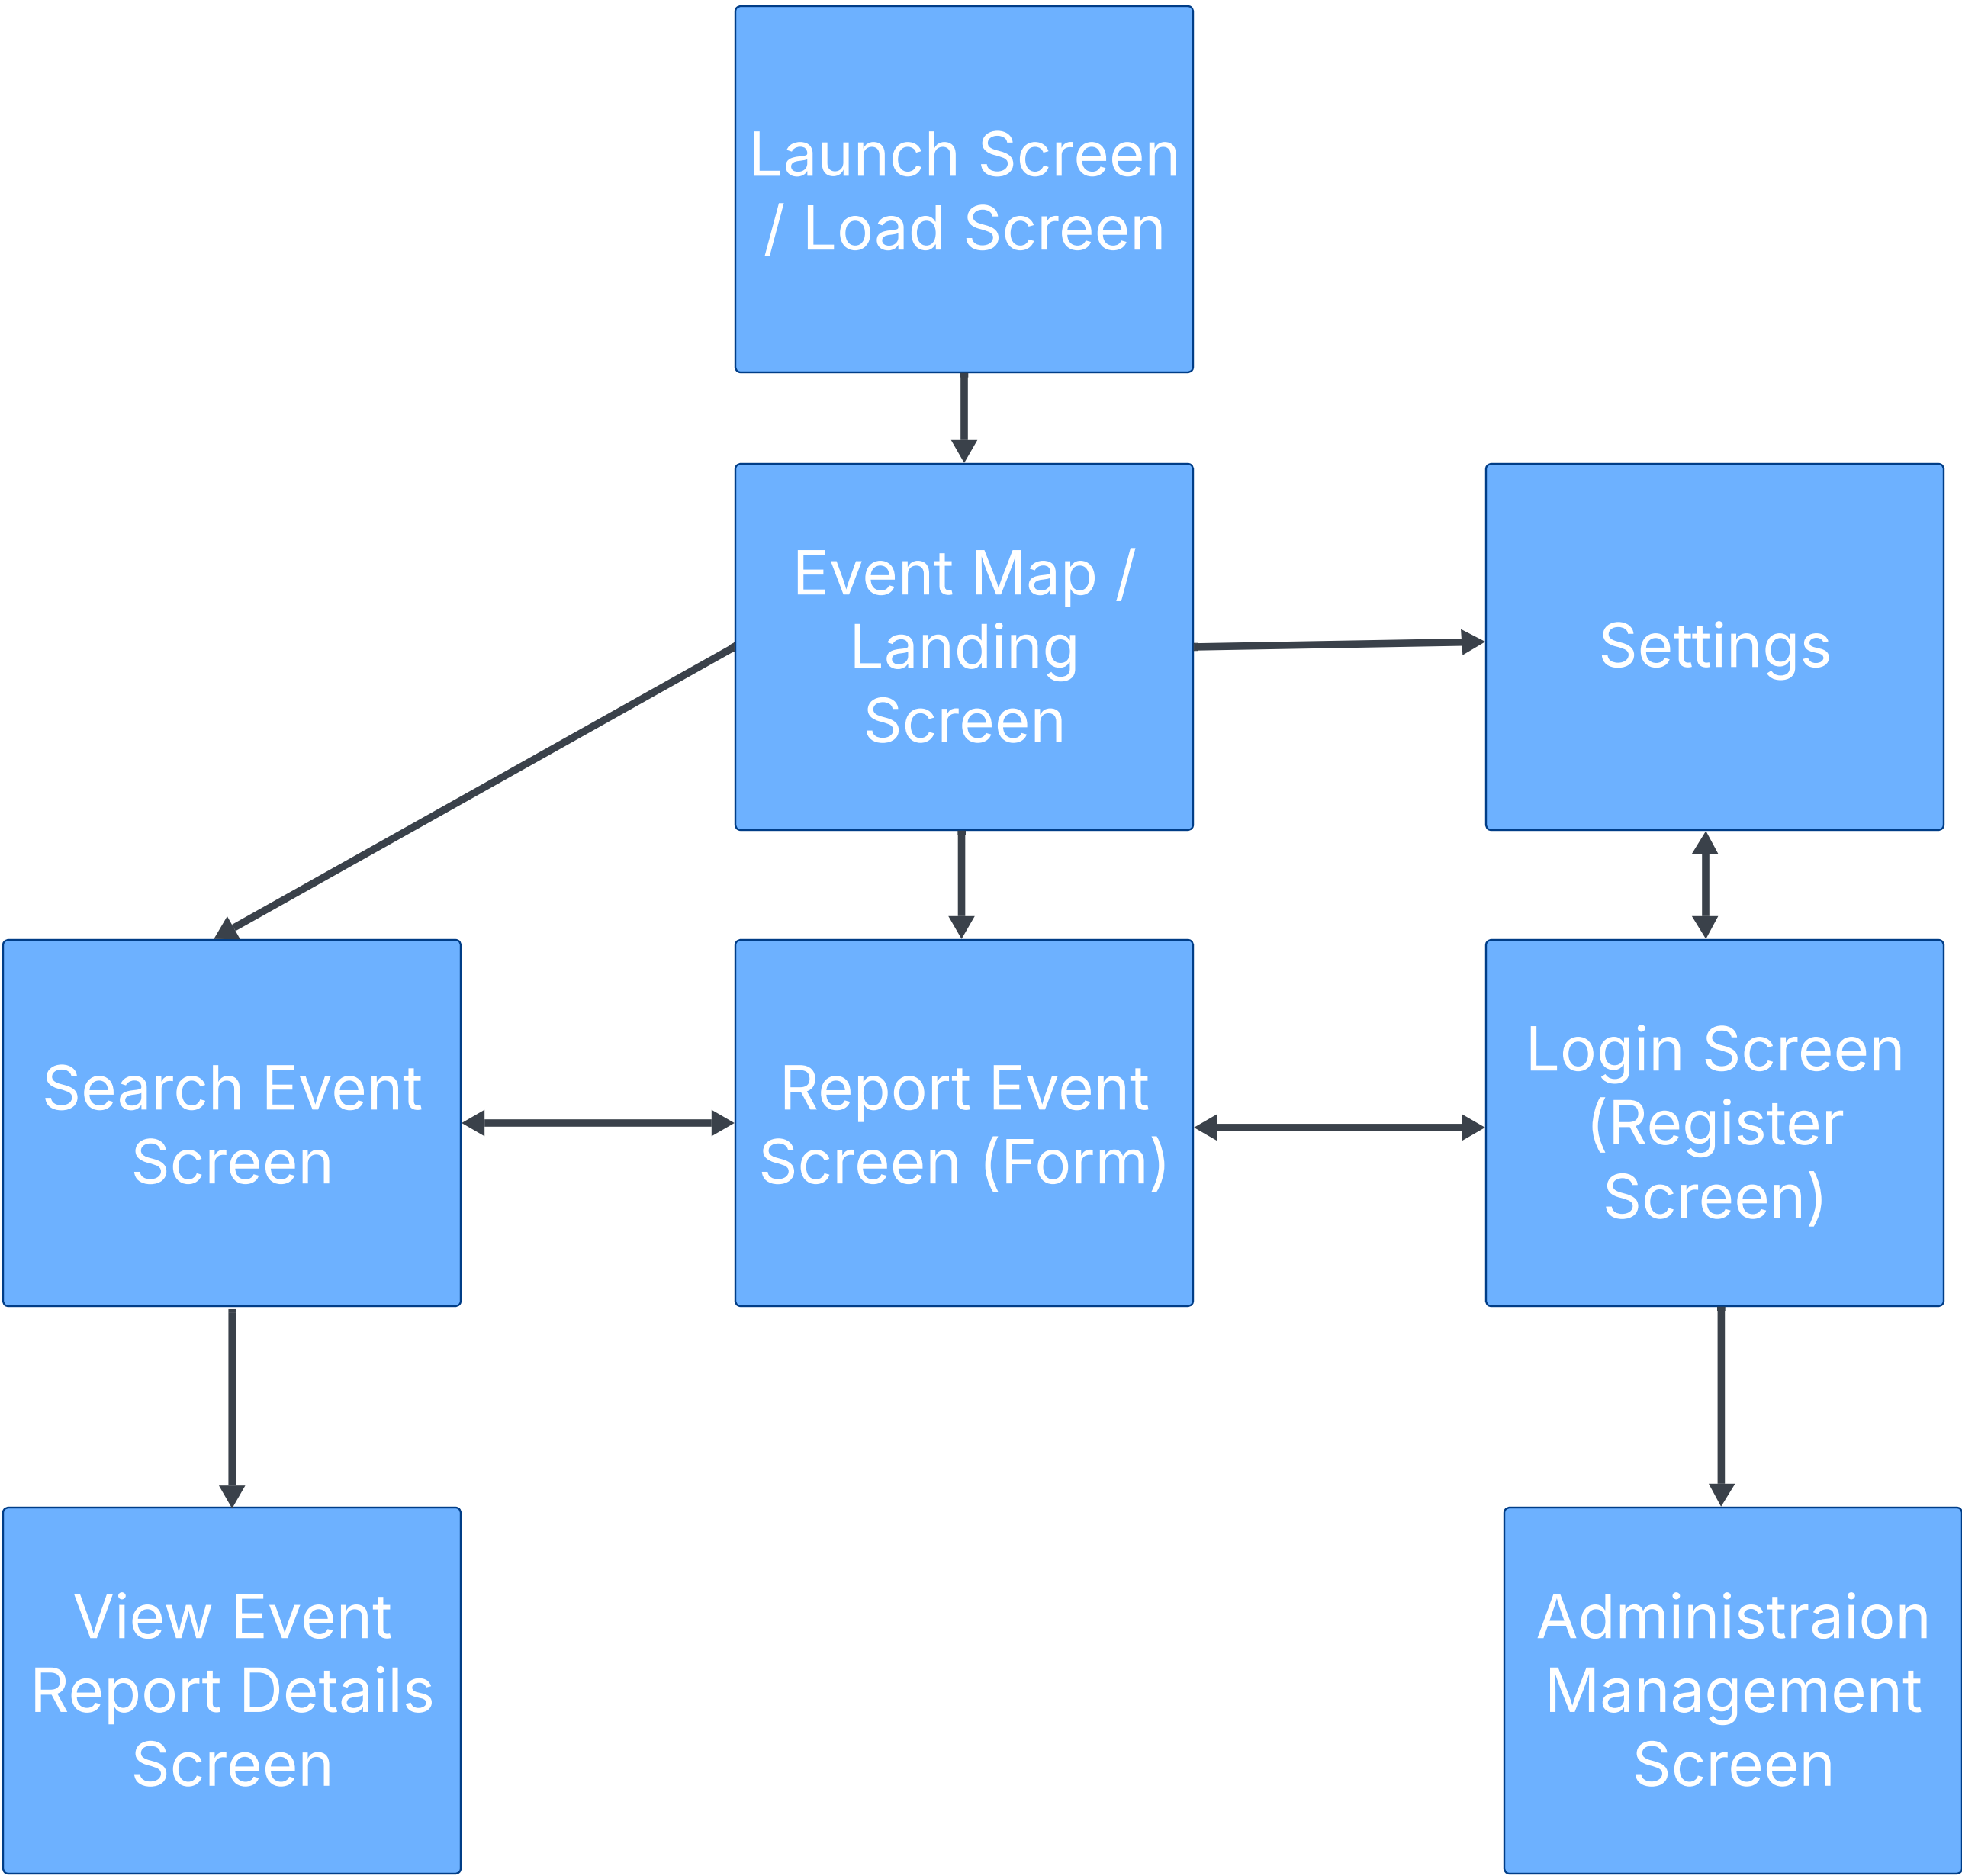 Launch Screen
/ Load Screen
Event Map /
Landing
Screen
Settings
Search Event
Screen
Report Event
Screen (Form)
Login Screen
(Register
Screen)
View Event
Report Details
Screen
Administraion
Management
Screen